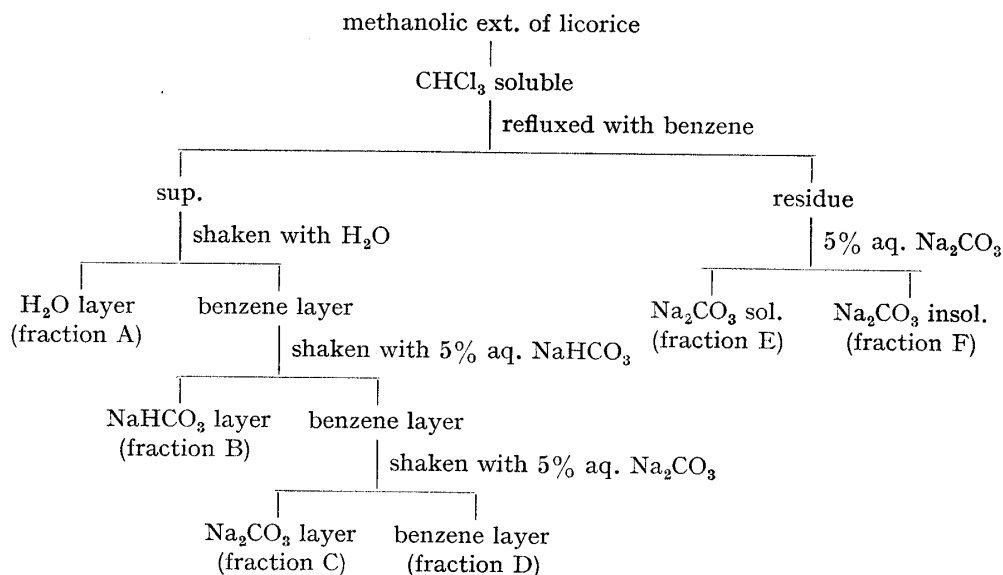 methanolic ext. of licorice
CHCl₃ soluble
refluxed with benzene
sup.
residue
shaken with H₂O
5% aq. Na₂CO₃
H₂O layer
(fraction A)
benzene layer
Na₂CO₃ sol.
(fraction E)
Na₂CO₃ insol.
(fraction F)
shaken with 5% aq. NaHCO₃
NaHCO₃ layer
(fraction B)
benzene layer
shaken with 5% aq. Na₂CO₃
Na₂CO₃ layer
(fraction C)
benzene layer
(fraction D)